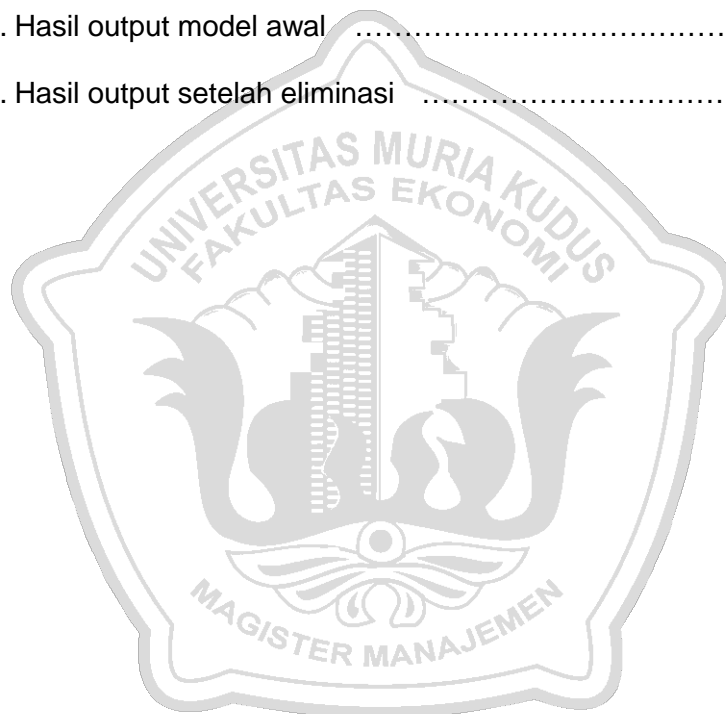 . Hasil output model awal ……………………………….
. Hasil output setelah eliminasi ………………………….
UNIVERSITAS MURIA KUDUS
FAKULTAS EKONOMI
MAGISTER MANAJEMEN